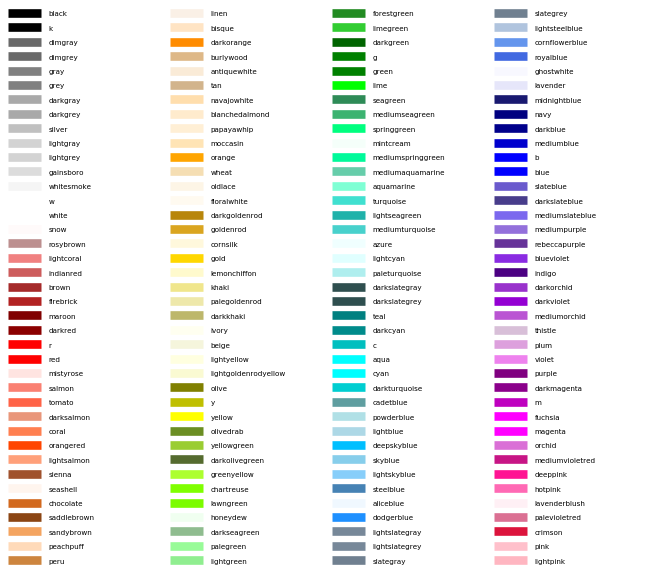 black
k
dimgray
dimgrey
gray
grey
darkgray
darkgrey
silver
lightgray
lightgrey
gainsboro
whitesmoke
w
white
snow
rosybrown
lightcoral
indianred
brown
firebrick
maroon
darkred
r
red
mistyrose
salmon
tomato
darksalmon
coral
orangered
lightsalmon
sienna
seashell
chocolate
saddlebrown
sandybrown
peachpuff
peru
linen
bisque
darkorange
burlywood
antiquewhite
tan
navajowhite
blanchedalmond
papayawhip
moccasin
orange
wheat
oldlace
floralwhite
darkgoldenrod
goldenrod
cornsilk
gold
lemonchiffon
khaki
palegoldenrod
darkkhaki
ivory
beige
lightyellow
lightgoldenrodyellow
olive
y
yellow
olivedrab
yellowgreen
darkolivegreen
greenyellow
chartreuse
lawngreen
honeydew
darkseagreen
palegreen
lightgreen
forestgreen
limegreen
darkgreen
g
green
lime
seagreen
mediumseagreen
springgreen
mintcream
mediumspringgreen
mediumaquamarine
aquamarine
turquoise
lightseagreen
mediumturquoise
azure
lightcyan
paleturquoise
darkslategray
darkslategrey
teal
darkcyan
c
aqua
cyan
darkturquoise
cadetblue
powderblue
lightblue
deepskyblue
skyblue
lightskyblue
steelblue
aliceblue
dodgerblue
lightslategray
lightslategrey
slategray
slategrey
lightsteelblue
cornflowerblue
royalblue
ghostwhite
lavender
midnightblue
navy
darkblue
mediumblue
b
blue
slateblue
darkslateblue
mediumslateblue
mediumpurple
rebeccapurple
blueviolet
indigo
darkorchid
darkviolet
mediumorchid
thistle
plum
violet
purple
darkmagenta
m
fuchsia
magenta
orchid
mediumvioletred
deeppink
hotpink
lavenderblush
palevioletred
crimson
pink
lightpink